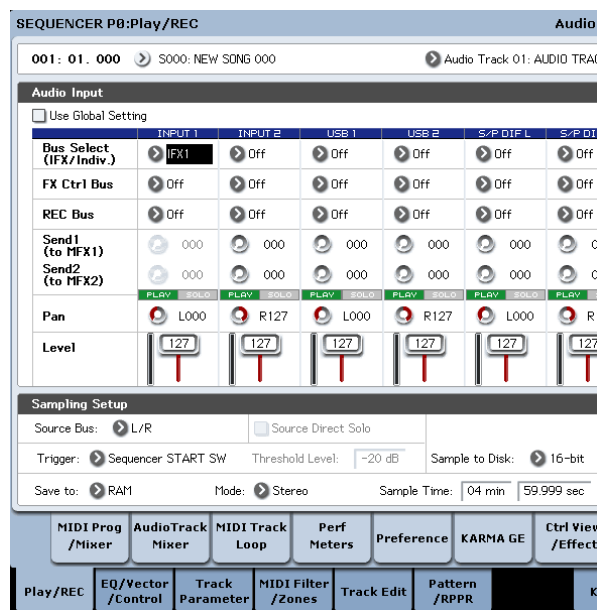 SEQUENCER P0:Play/REC Audio
001: 01. 000 S000: NEW SONG 000 Audio Track 01: AUDIO TRA
Audio Input
Use Global Setting
INPUT 1 INPUT 2 USB 1 USB 2 S/P DIF L S/P DI
Bus Select
(IFX/Indiv.) IFX1 Off Off Off Off Off
FX Ctrl Bus Off Off Off Off Off Off
REC Bus Off Off Off Off Off Off
Send1
(to MFX1) 000 000 000 000 000
Send2
(to MFX2) 000 000 000 000 000
PLAY SOLO PLAY SOLO PLAY SOLO PLAY SOLO PLAY SOLO PLAY
Pan L000 R127 L000 R127 L000 R
Level 127 127 127 127 127 127
Sampling Setup
Source Bus: L/R Source Direct Solo
Trigger: Sequencer START SW Threshold Level: -20 dB Sample to Disk: 16-bit
Save to: RAM Mode: Stereo Sample Time: 04 min 59.999 sec
MIDI Prog
/Mixer
AudioTrack
Mixer
MIDI Track
Loop
Perf
Meters
Preference
KARMA GE
Ctrl View
/Effect
Play/REC
EQ/Vector
/Control
Track
Parameter
MIDI Filter
/Zones
Track Edit
Pattern
/RPPR
K